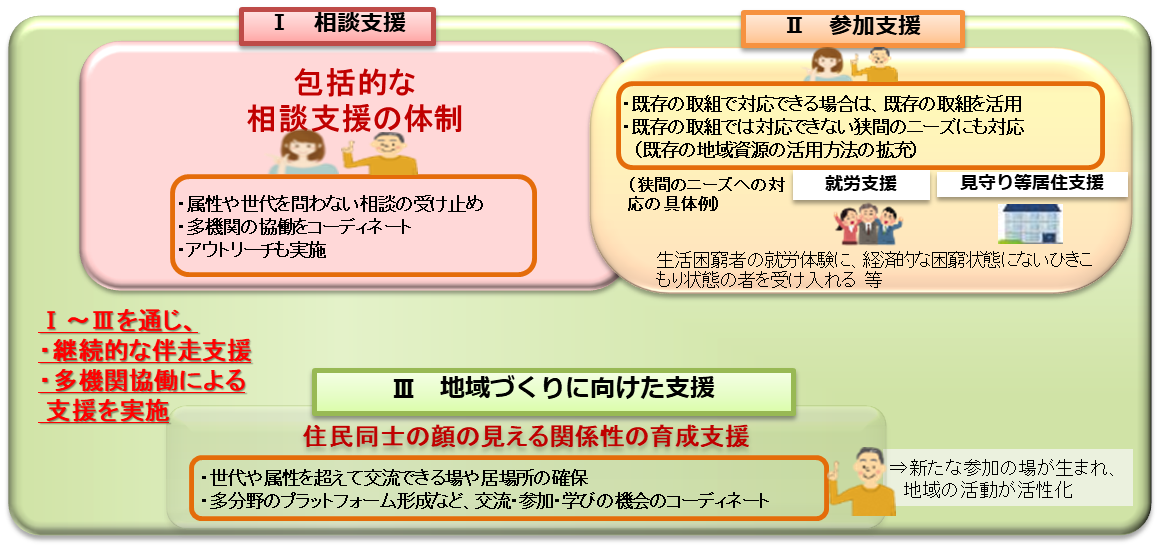 Ⅰ　相談支援
包括的な
相談支援の体制
・属性や世代を問わない相談の受け止め
・多機関の協働をコーディネート
・アウトリーチも実施
Ⅱ　参加支援
・既存の取組で対応できる場合は、既存の取組を活用
・既存の取組では対応できない狭間のニーズにも対応
（既存の地域資源の活用方法の拡充）
（狭間のニーズへの対
応の具体例）
就労支援
見守り等居住支援
生活困窮者の就労体験に、経済的な困窮状態にないひきこ
もり状態の者を受け入れる 等
Ⅰ～Ⅲを通じ、
・継続的な伴走支援
・多機関協働による
支援を実施
Ⅲ　地域づくりに向けた支援
住民同士の顔の見える関係性の育成支援
・世代や属性を超えて交流できる場や居場所の確保
・多分野のプラットフォーム形成など、交流・参加・学びの機会のコーディネート
⇒新たな参加の場が生まれ、
地域の活動が活性化